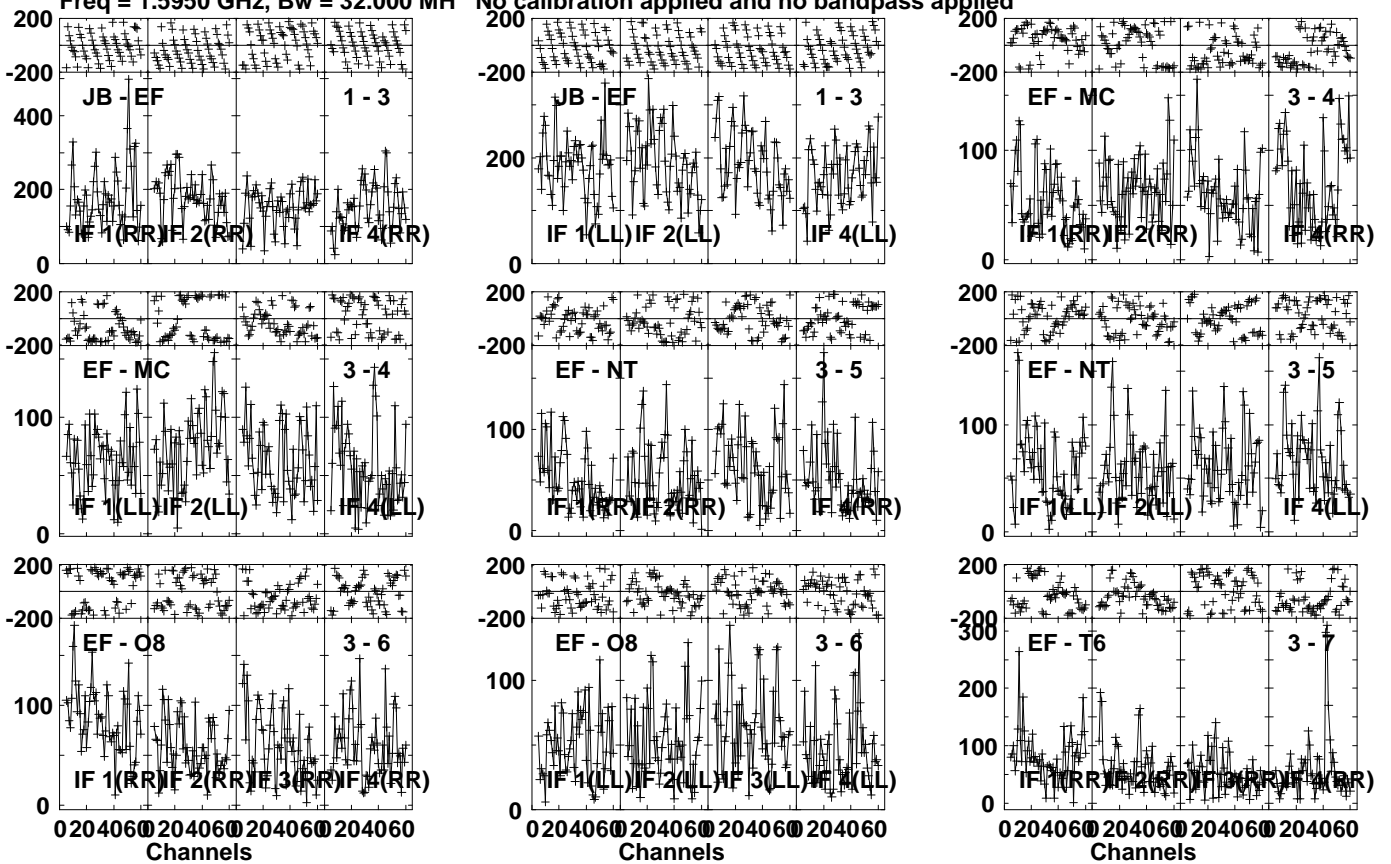 Freq = 1.5950 GHz, Bw = 32.000 MH No calibration applied and no bandpass applied
200
-200
JB - EF 1 - 3
400
200
0
IF 1(RR) IF 2(RR) IF 4(RR)
JB - EF 1 - 3
200
0
IF 1(LL) IF 2(LL) IF 4(LL)
200
-200
EF - MC 3 - 4
100
0
IF 1(RR) IF 2(RR) IF 4(RR)
200
-200
EF - MC 3 - 4
100
0
IF 1(LL) IF 2(LL) IF 4(LL)
200
-200
EF - NT 3 - 5
100
0
IF 1(RR) IF 2(RR) IF 4(RR)
200
-200
EF - NT 3 - 5
100
0
IF 1(LL) IF 2(LL) IF 4(LL)
200
-200
EF - O8 3 - 6
100
0
IF 1(RR) IF 2(RR) IF 3(RR) IF 4(RR)
0 20 40 60 0 20 40 60 0 20 40 60 0 20 40 60
Channels
200
-200
EF - O8 3 - 6
100
0
IF 1(LL) IF 2(LL) IF 3(LL) IF 4(LL)
0 20 40 60 0 20 40 60 0 20 40 60 0 20 40 60
Channels
200
-200
EF - T6 3 - 7
300
200
100
0
IF 1(RR) IF 2(RR) IF 3(RR) IF 4(RR)
0 20 40 60 0 20 40 60 0 20 40 60 0 20 40 60
Channels